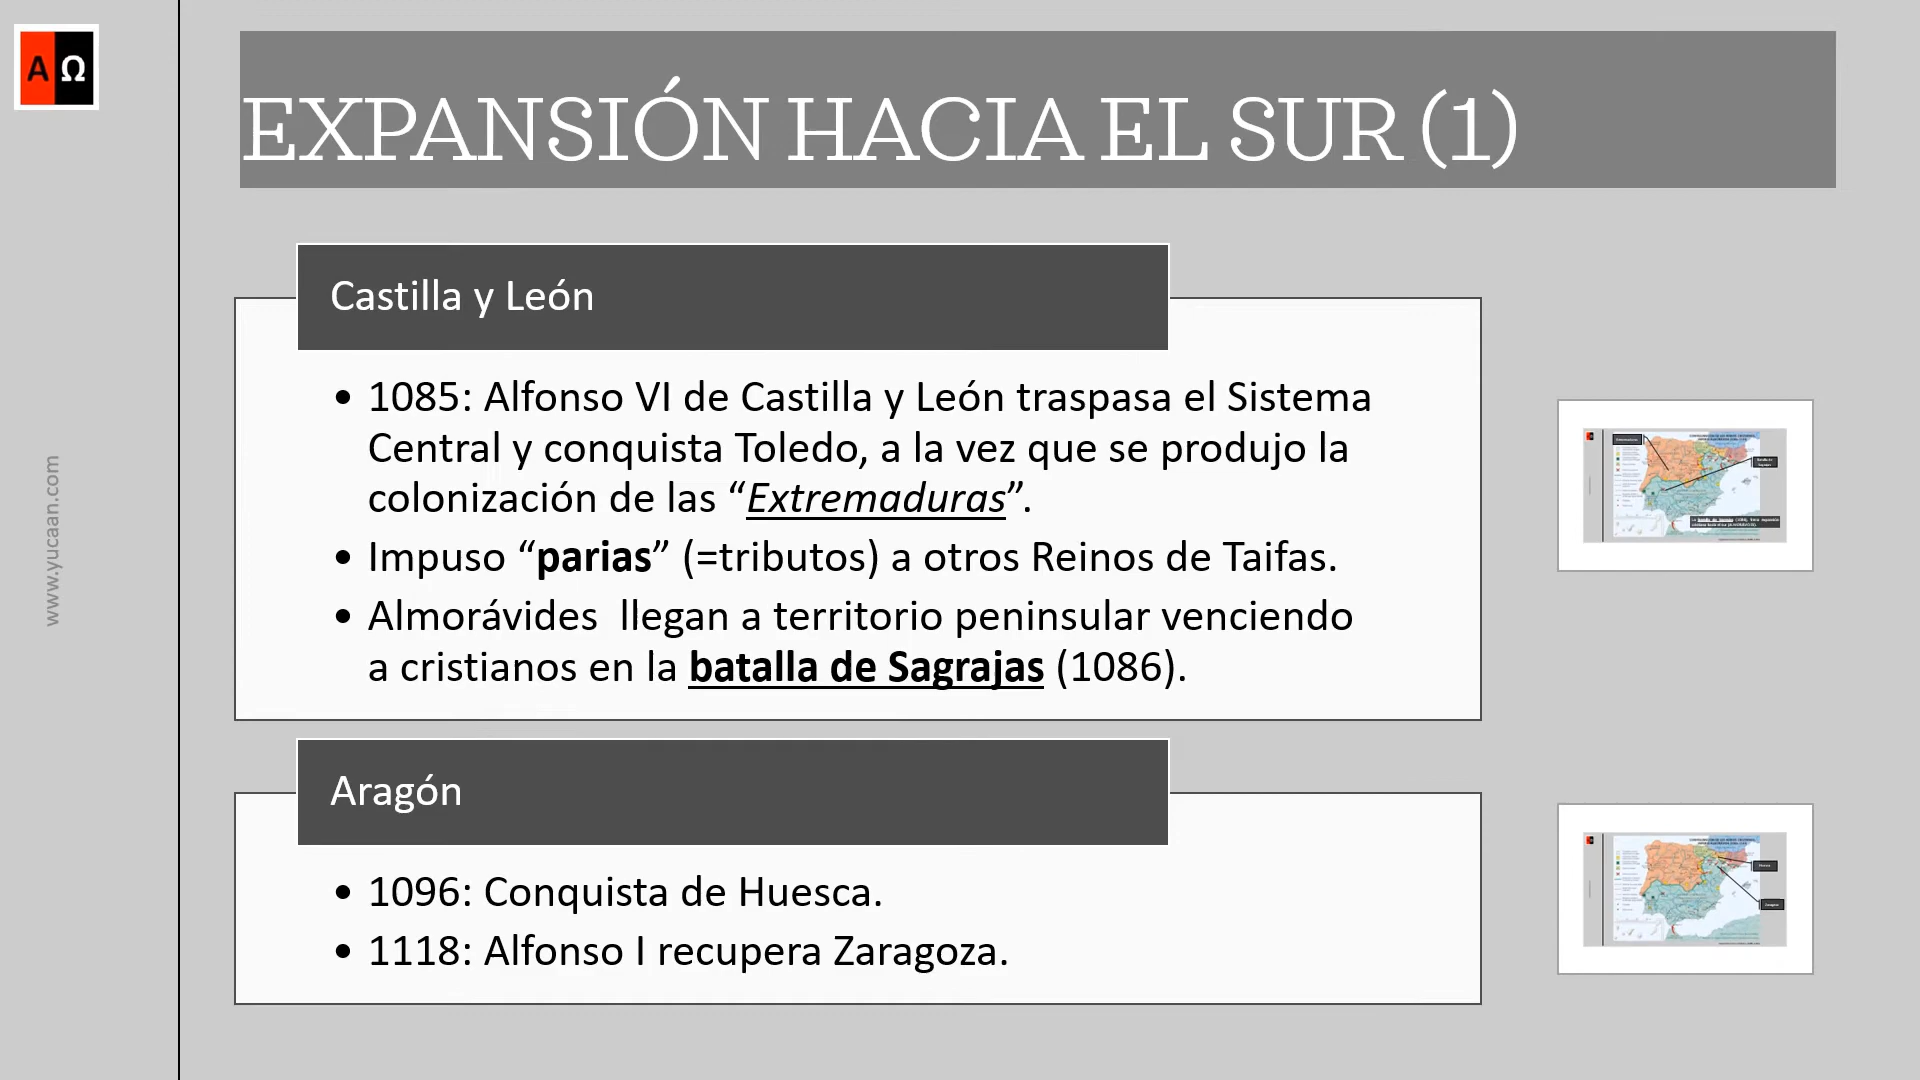 A Ω
EXPANSIÓN HACIA EL SUR (1)
Castilla y León
• 1085: Alfonso VI de Castilla y León traspasa el Sistema
Central y conquista Toledo, a la vez que se produjo la
colonización de las “Extremaduras”.
• Impuso “parias” (=tributos) a otros Reinos de Taifas.
• Almorávides llegan a territorio peninsular venciendo
a cristianos en la batalla de Sagrajas (1086).
Aragón
• 1096: Conquista de Huesca.
• 1118: Alfonso I recupera Zaragoza.
www.yucaan.com